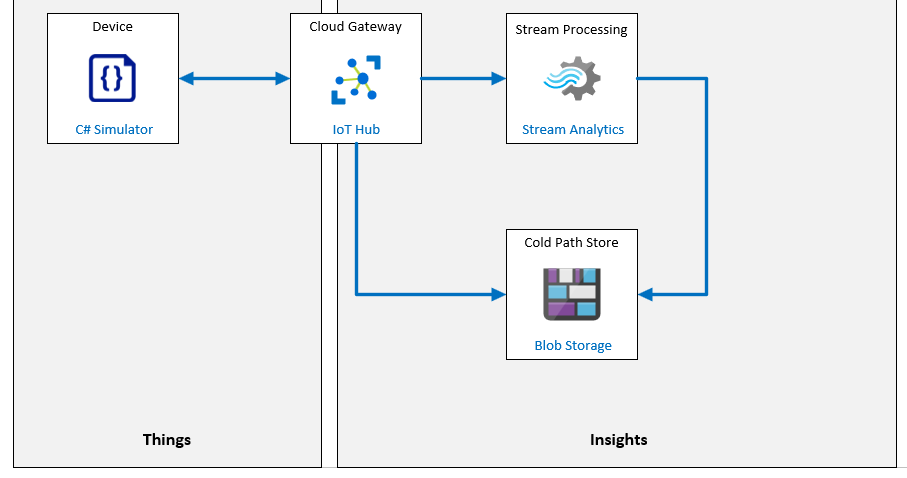 Device
C# Simulator
Cloud Gateway
IoT Hub
Stream Processing
Stream Analytics
Cold Path Store
Blob Storage
Things
Insights